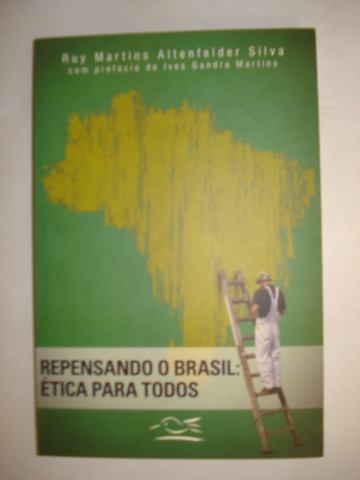 Ruy Martins Altenfelder Silva
com prefácio de Ives Gandra Martins
REPENSANDO O BRASIL:
ÉTICA PARA TODOS